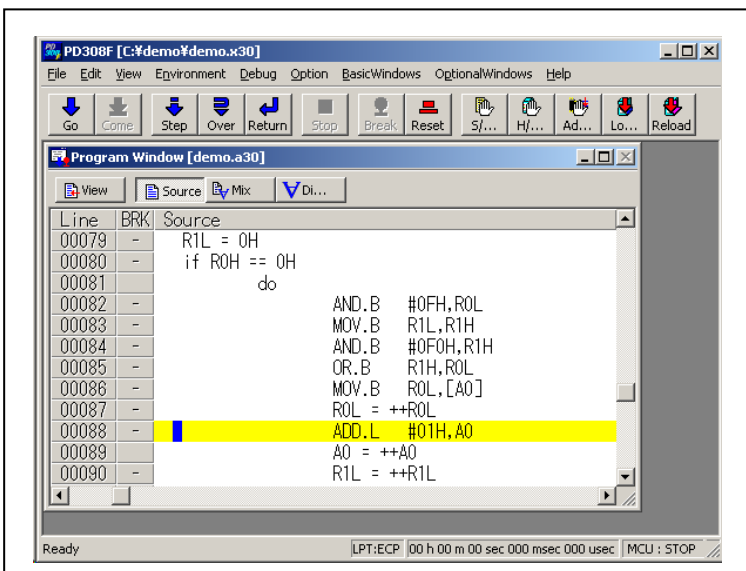 PD308F [C:¥demo¥demo.x30]
File Edit View Environment Debug Option BasicWindows OptionalWindows Help
Go Come Step Over Return Stop Break Reset S/... H/... Ad... Lo... Reload
Program Window [demo.a30]
View Source Mix Di...
Line BRK Source
00079 - R1L = 0H
00080 - if R0H == 0H
00081 do
00082 - AND.B #0FH,R0L
00083 - MOV.B R1L,R1H
00084 - AND.B #0F0H,R1H
00085 - OR.B R1H,R0L
00086 - MOV.B R0L,[A0]
00087 - R0L = ++R0L
00088 - ADD.L #01H,A0
00089 A0 = ++A0
00090 - R1L = ++R1L
Ready LPT:ECP 00 h 00 m 00 sec 000 msec 000 usec MCU : STOP